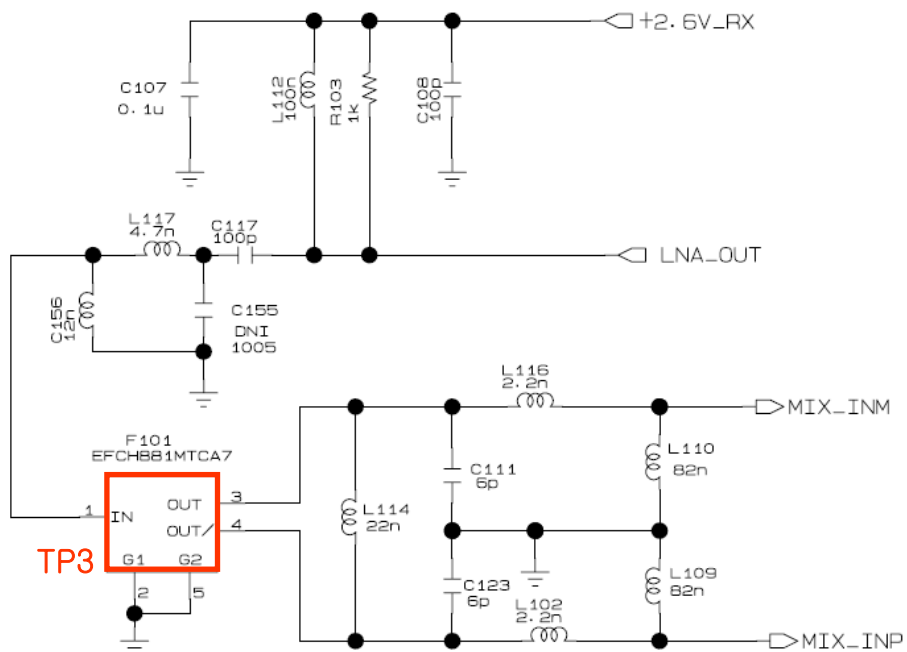 +2.6V_RX
C107
0.1u
L112
100n
R103
1k
C108
100p
L117
4.7n
C117
100p
LNA_OUT
C156
12n
C155
DNI
1005
L116
2.2n
MIX_INM
F101
EFCH881MTCA7
L110
82n
C111
6p
3
OUT
1
IN
L114
22n
OUT/
4
TP3
G1
G2
2
5
C123
6p
L109
82n
L102
2.2n
MIX_INP